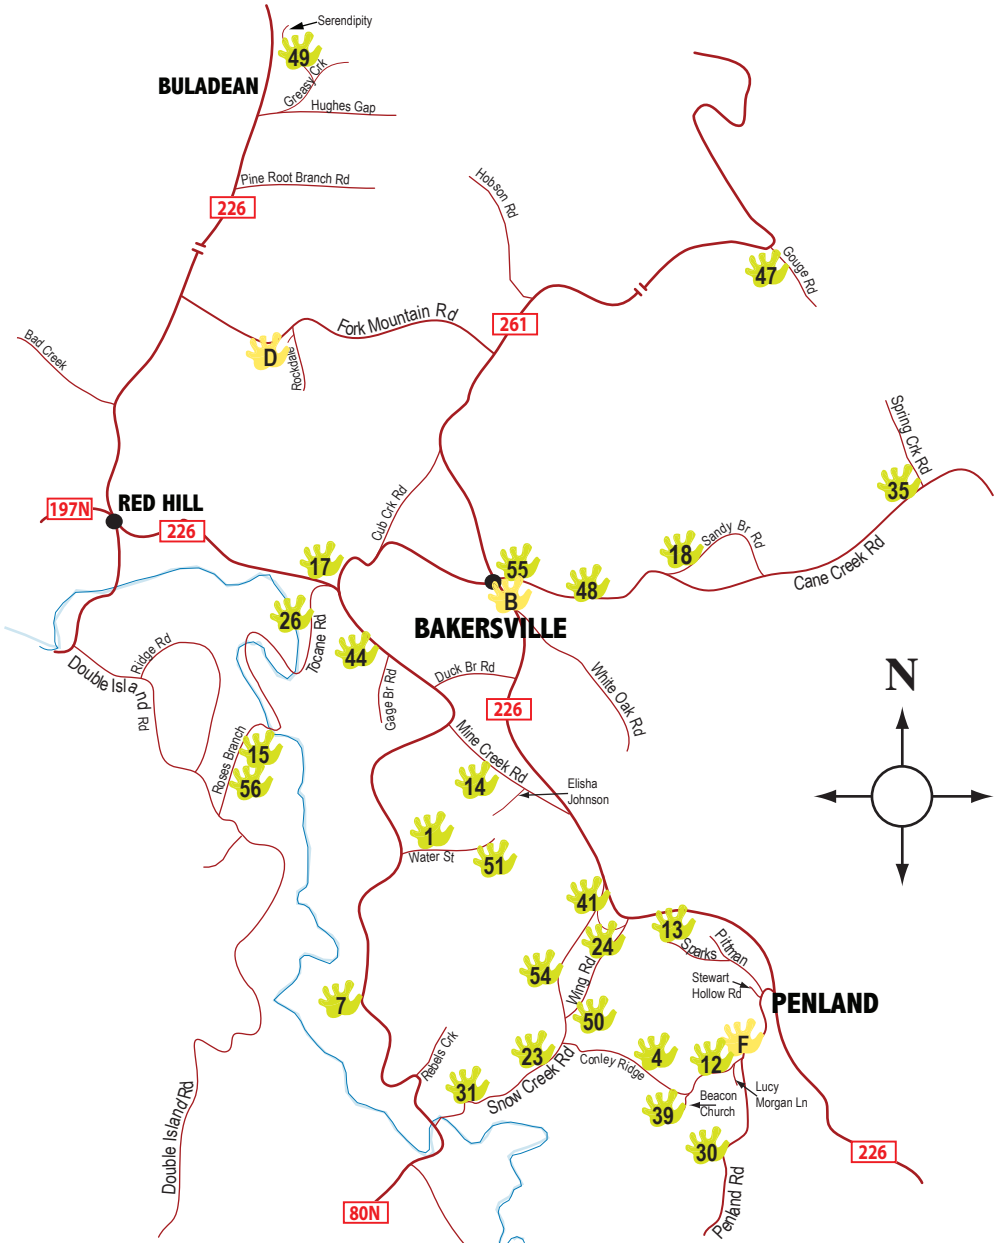 Serendipity
49
BULADEAN
Greasy Crk
Hughes Gap
Pine Root Branch Rd
Hobson Rd
226
Gouge Rd
47
261
Fork Mountain Rd
D
Rockdale
Bad Creek
Spring Crk Rd
35
197N
RED HILL
226
Cub Crk Rd
Sandy Br Rd
18
Cane Creek Rd
17
55
48
B
26
BAKERSVILLE
Tocane Rd
44
Ridge Rd
Double Island Rd
Gage Br Rd
Duck Br Rd
White Oak Rd
N
226
Roses Branch
15
56
Mine Creek Rd
14
Elisha
Johnson
1
Water St
51
41
13
24
Sparks
Pittman
54
Wing Rd
Stewart
Hollow Rd
PENLAND
7
50
F
Rebels Crk
23
Snow Creek Rd
Conley Ridge
4
12
31
39
Beacon
Church
Lucy
Morgan Ln
Double Island Rd
30
226
Penland Rd
80N